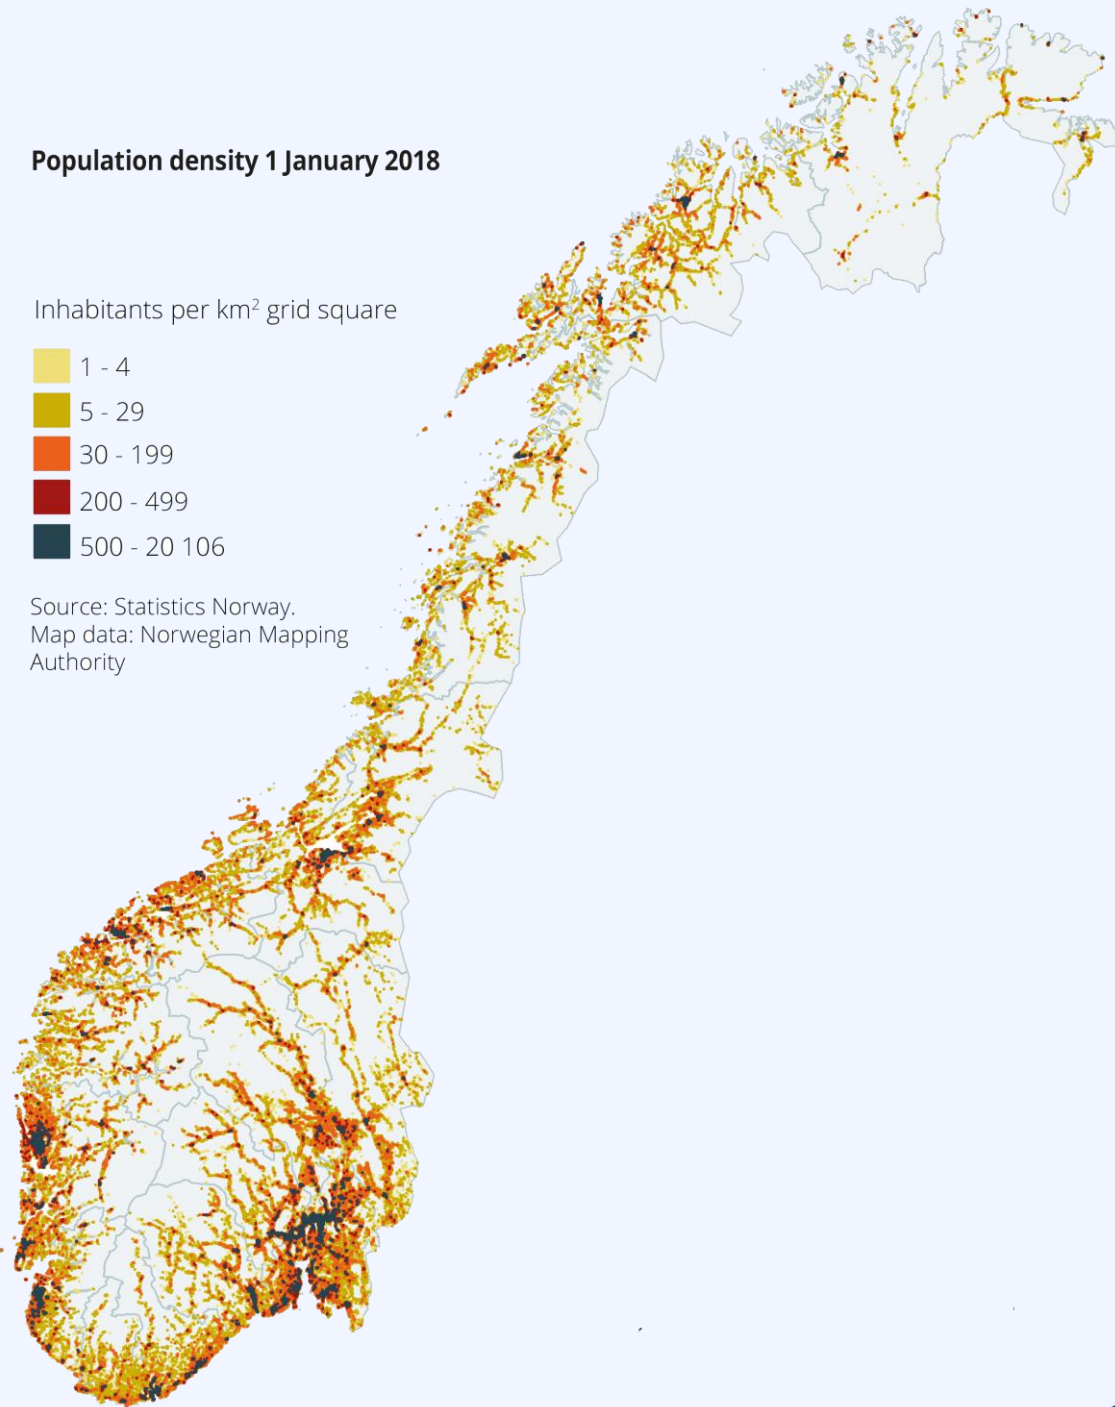 Population density 1 January 2018
Inhabitants per km² grid square
1 - 4
5 - 29
30 - 199
200 - 499
500 - 20 106
Source: Statistics Norway.
Map data: Norwegian Mapping
Authority